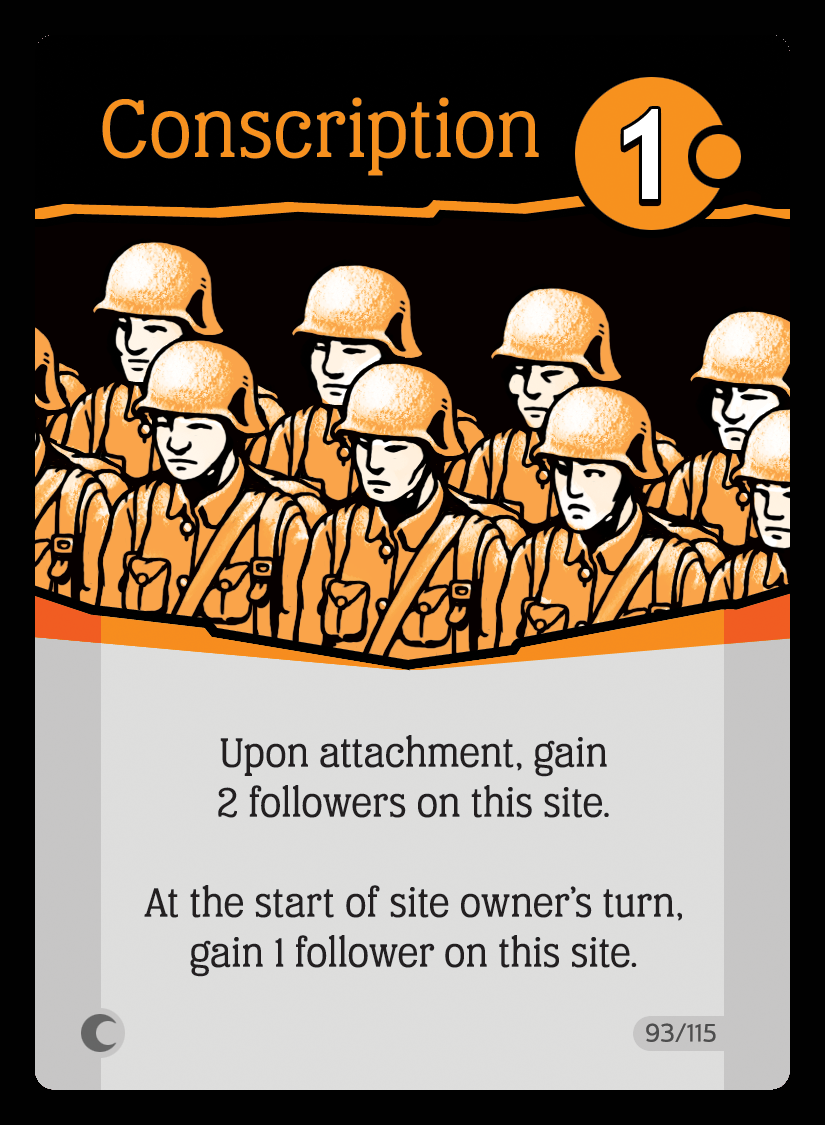 Conscription
1
Upon attachment, gain
2 followers on this site.
At the start of site owner's turn,
gain 1 follower on this site.
93/115